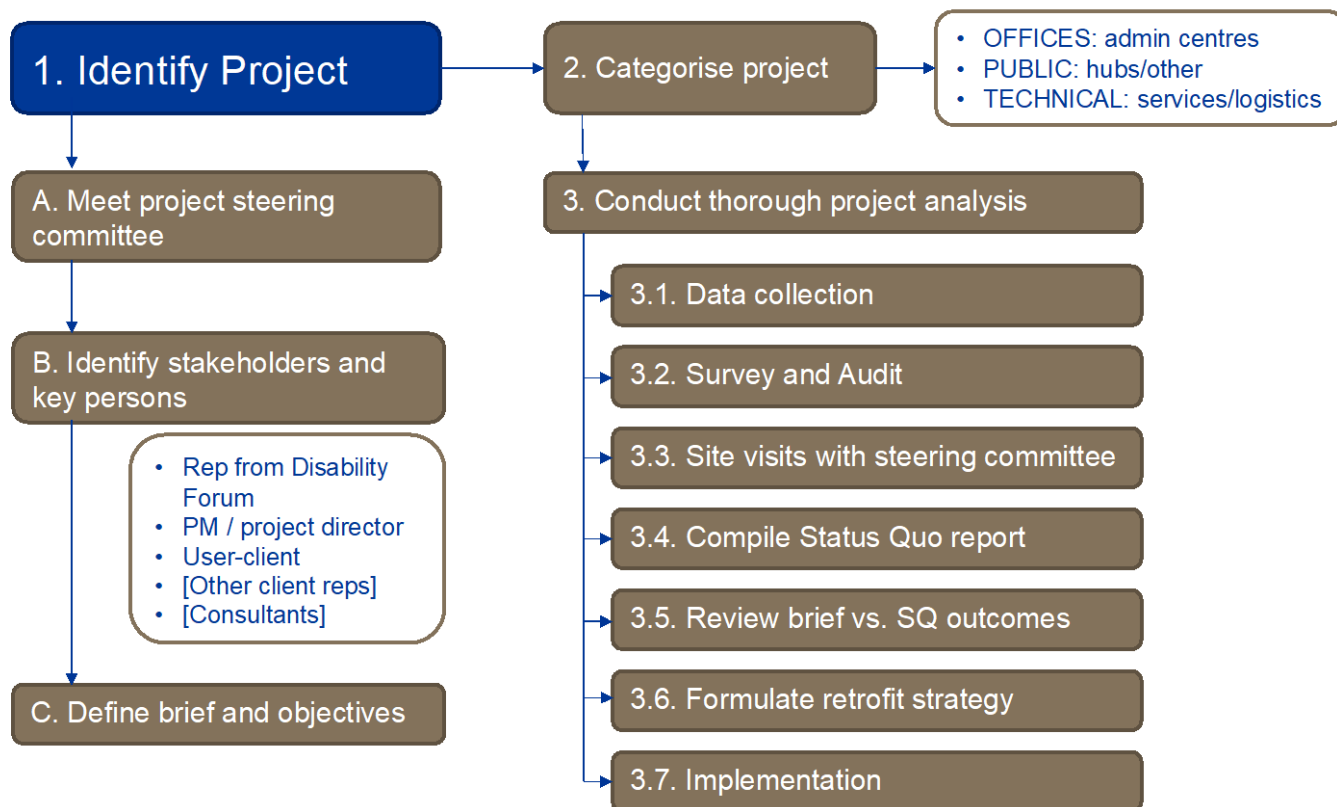 1. Identify Project
A. Meet project steering
committee
B. Identify stakeholders and
key persons
• Rep from Disability
Forum
• PM / project director
• User-client
• [Other client reps]
• [Consultants]
C. Define brief and objectives
2. Categorise project
• OFFICES: admin centres
• PUBLIC: hubs/other
• TECHNICAL: services/logistics
3. Conduct thorough project analysis
3.1. Data collection
3.2. Survey and Audit
3.3. Site visits with steering committee
3.4. Compile Status Quo report
3.5. Review brief vs. SQ outcomes
3.6. Formulate retrofit strategy
3.7. Implementation